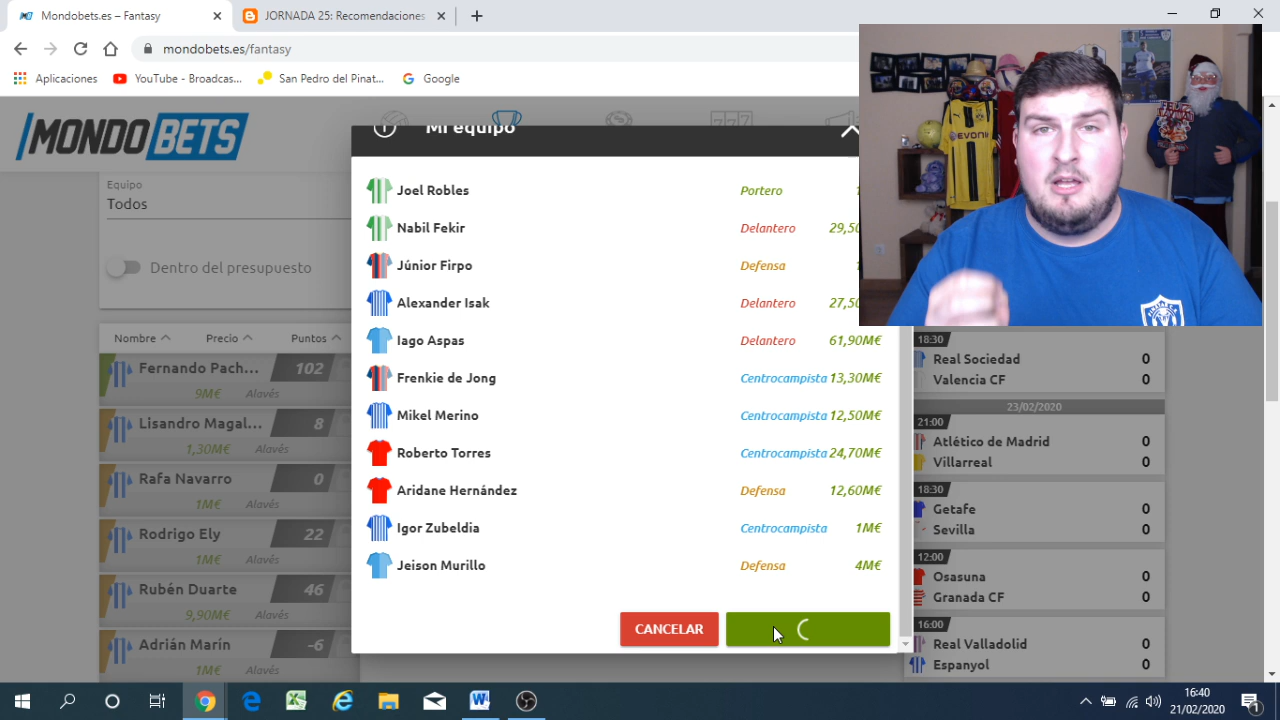 Mondobets.es - Fantasy
JORNADA 25: Recomendaciones
mondobets.es/fantasy
Aplicaciones
YouTube - Broadcas...
San Pedro del Pinat...
Google
MONDOBETS
Equipo
Todos
Dentro del presupuesto
Nombre Precio Puntos
Fernando Pach... 102
9M€ Alavés
Lisandro Magal... 8
1,30M€ Alavés
Rafa Navarro 0
1M€ Alavés
Rodrigo Ely 22
1M€ Alavés
Rubén Duarte 46
9,90M€ Alavés
Adrián Marin -6
1M€ Alavés
Mi equipo
Joel Robles Portero
Nabil Fekir Delantero 29,50
Júnior Firpo Defensa
Alexander Isak Delantero 27,50
Iago Aspas Delantero 61,90M€
Frenkie de Jong Centrocampista 13,30M€
Mikel Merino Centrocampista 12,50M€
Roberto Torres Centrocampista 24,70M€
Aridane Hernández Defensa 12,60M€
Igor Zubeldia Centrocampista 1M€
Jeison Murillo Defensa 4M€
CANCELAR
EVONIK
18:30
Real Sociedad 0
Valencia CF 0
23/02/2020
21:00
Atlético de Madrid 0
Villarreal 0
18:30
Getafe 0
Sevilla 0
12:00
Osasuna 0
Granada CF 0
16:00
Real Valladolid 0
Espanyol 0
16:40
21/02/2020